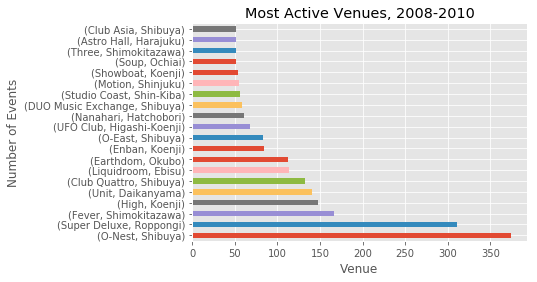 Most Active Venues, 2008-2010
Number of Events
(Club Asia, Shibuya)
(Astro Hall, Harajuku)
(Three, Shimokitazawa)
(Soup, Ochiai)
(Showboat, Koenji)
(Motion, Shinjuku)
(Studio Coast, Shin-Kiba)
(DUO Music Exchange, Shibuya)
(Nanahari, Hatchobori)
(UFO Club, Higashi-Koenji)
(O-East, Shibuya)
(Enban, Koenji)
(Earthdom, Okubo)
(Liquidroom, Ebisu)
(Club Quattro, Shibuya)
(Unit, Daikanyama)
(High, Koenji)
(Fever, Shimokitazawa)
(Super Deluxe, Roppongi)
(O-Nest, Shibuya)
0 50 100 150 200 250 300 350
Venue